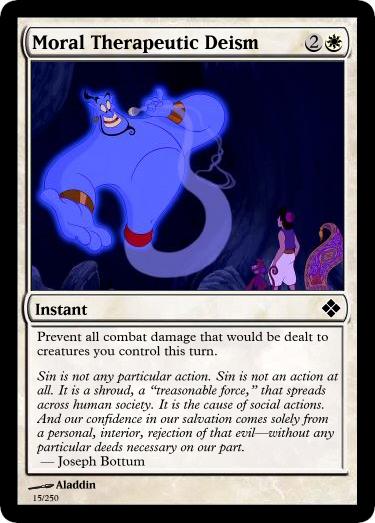 Moral Therapeutic Deism 2
Instant
Prevent all combat damage that would be dealt to
creatures you control this turn.
Sin is not any particular action. Sin is not an action at
all. It is a shroud, a “treasonable force,” that spreads
across human society. It is the cause of social actions.
And our confidence in our salvation comes solely from
a personal, interior, rejection of that evil—without any
particular deeds necessary on our part.
— Joseph Bottum
Aladdin
15/250